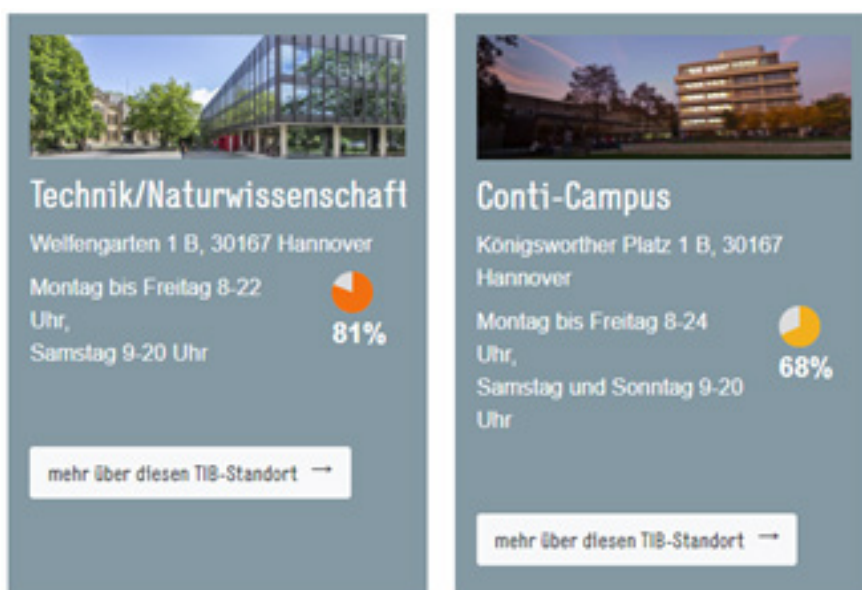 Technik/Naturwissenschaft
Welfengarten 1 B, 30167 Hannover
Montag bis Freitag 8-22
Uhr,
Samstag 9-20 Uhr
81%
mehr über diesen TIB-Standort →
Conti-Campus
Königsworther Platz 1 B, 30167
Hannover
Montag bis Freitag 8-24
Uhr,
Samstag und Sonntag 9-20
Uhr
68%
mehr über diesen TIB-Standort →